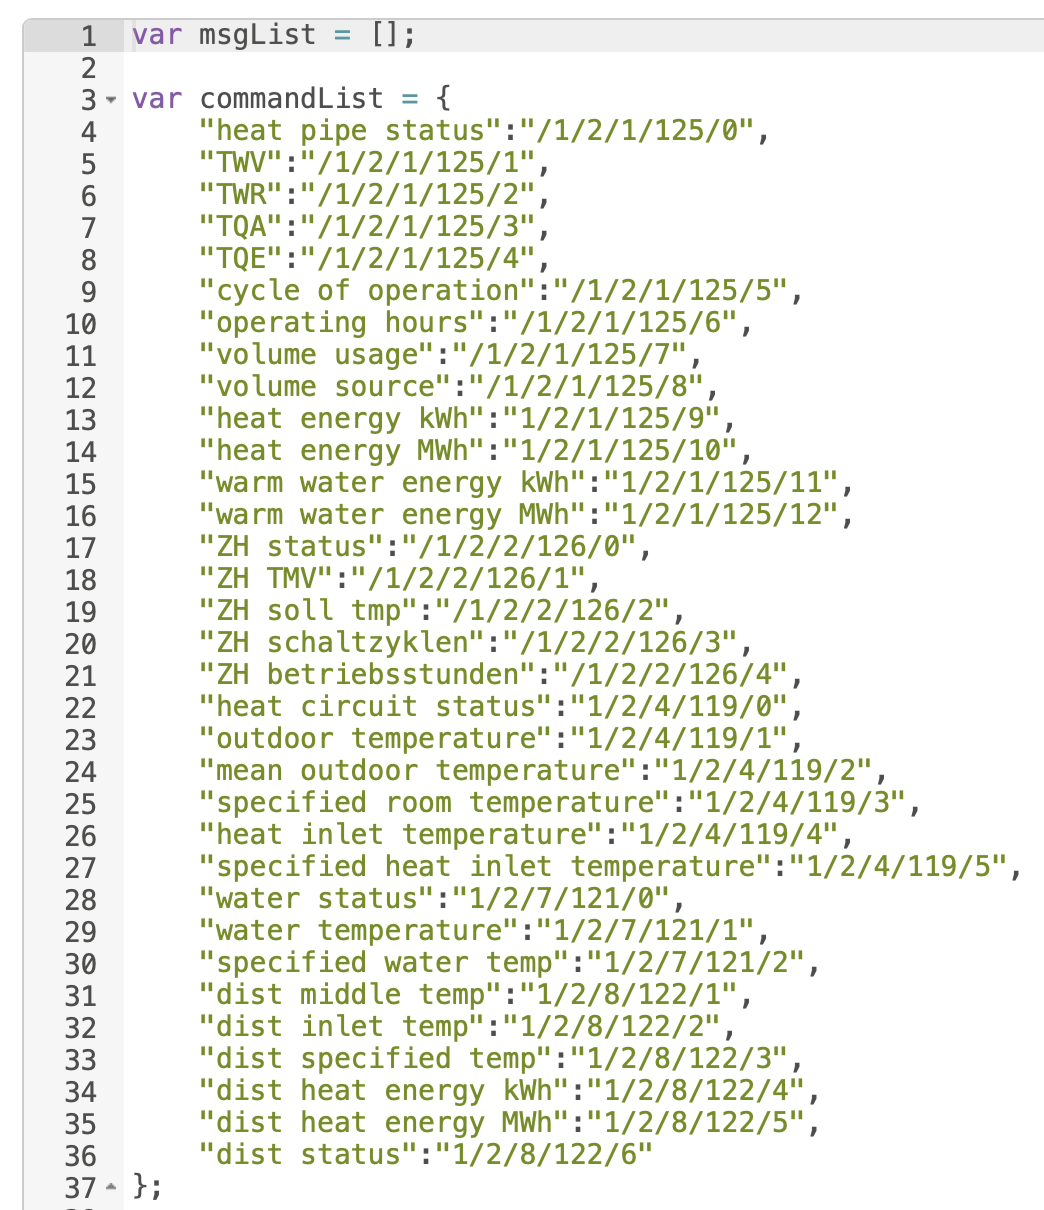 1 var msgList = [];
2
3 var commandList = {
4 "heat pipe status":"/1/2/1/125/0",
5 "TWV":"/1/2/1/125/1",
6 "TWR":"/1/2/1/125/2",
7 "TQA":"/1/2/1/125/3",
8 "TQE":"/1/2/1/125/4",
9 "cycle of operation":"/1/2/1/125/5",
10 "operating hours":"/1/2/1/125/6",
11 "volume usage":"/1/2/1/125/7",
12 "volume source":"/1/2/1/125/8",
13 "heat energy kWh":"1/2/1/125/9",
14 "heat energy MWh":"1/2/1/125/10",
15 "warm water energy kWh":"1/2/1/125/11",
16 "warm water energy MWh":"1/2/1/125/12",
17 "ZH status":"/1/2/2/126/0",
18 "ZH TMV":"/1/2/2/126/1",
19 "ZH soll tmp":"/1/2/2/126/2",
20 "ZH schaltzyklen":"/1/2/2/126/3",
21 "ZH betriebsstunden":"/1/2/2/126/4",
22 "heat circuit status":"1/2/4/119/0",
23 "outdoor temperature":"1/2/4/119/1",
24 "mean outdoor temperature":"1/2/4/119/2",
25 "specified room temperature":"1/2/4/119/3",
26 "heat inlet temperature":"1/2/4/119/4",
27 "specified heat inlet temperature":"1/2/4/119/5",
28 "water status":"1/2/7/121/0",
29 "water temperature":"1/2/7/121/1",
30 "specified water temp":"1/2/7/121/2",
31 "dist middle temp":"1/2/8/122/1",
32 "dist inlet temp":"1/2/8/122/2",
33 "dist specified temp":"1/2/8/122/3",
34 "dist heat energy kWh":"1/2/8/122/4",
35 "dist heat energy MWh":"1/2/8/122/5",
36 "dist status":"1/2/8/122/6"
37 };